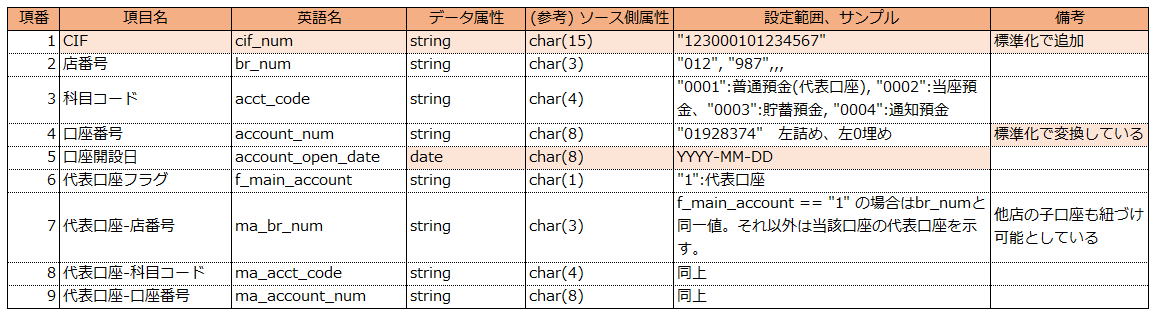 項番 項目名 英語名 データ属性 (参考) ソース側属性 設定範囲、サンプル 備考
1 CIF cif_num string char(15) "123000101234567" 標準化で追加
2 店番号 br_num string char(3) "012", "987",,,
3 科目コード acct_code string char(4) "0001":普通預金(代表口座), "0002":当座預
金、"0003":貯蓄預金, "0004":通知預金
4 口座番号 account_num string char(8) "01928374" 左詰め、左0埋め 標準化で変換している
5 口座開設日 account_open_date date char(8) YYYY-MM-DD
6 代表口座フラグ f_main_account string char(1) "1":代表口座
7 代表口座-店番号 ma_br_num string char(3) f_main_account == "1" の場合はbr_numと
同一値。それ以外は当該口座の代表口座を示
す。
他店の子口座も紐づけ
可能としている
8 代表口座-科目コード ma_acct_code string char(4) 同上
9 代表口座-口座番号 ma_account_num string char(8) 同上